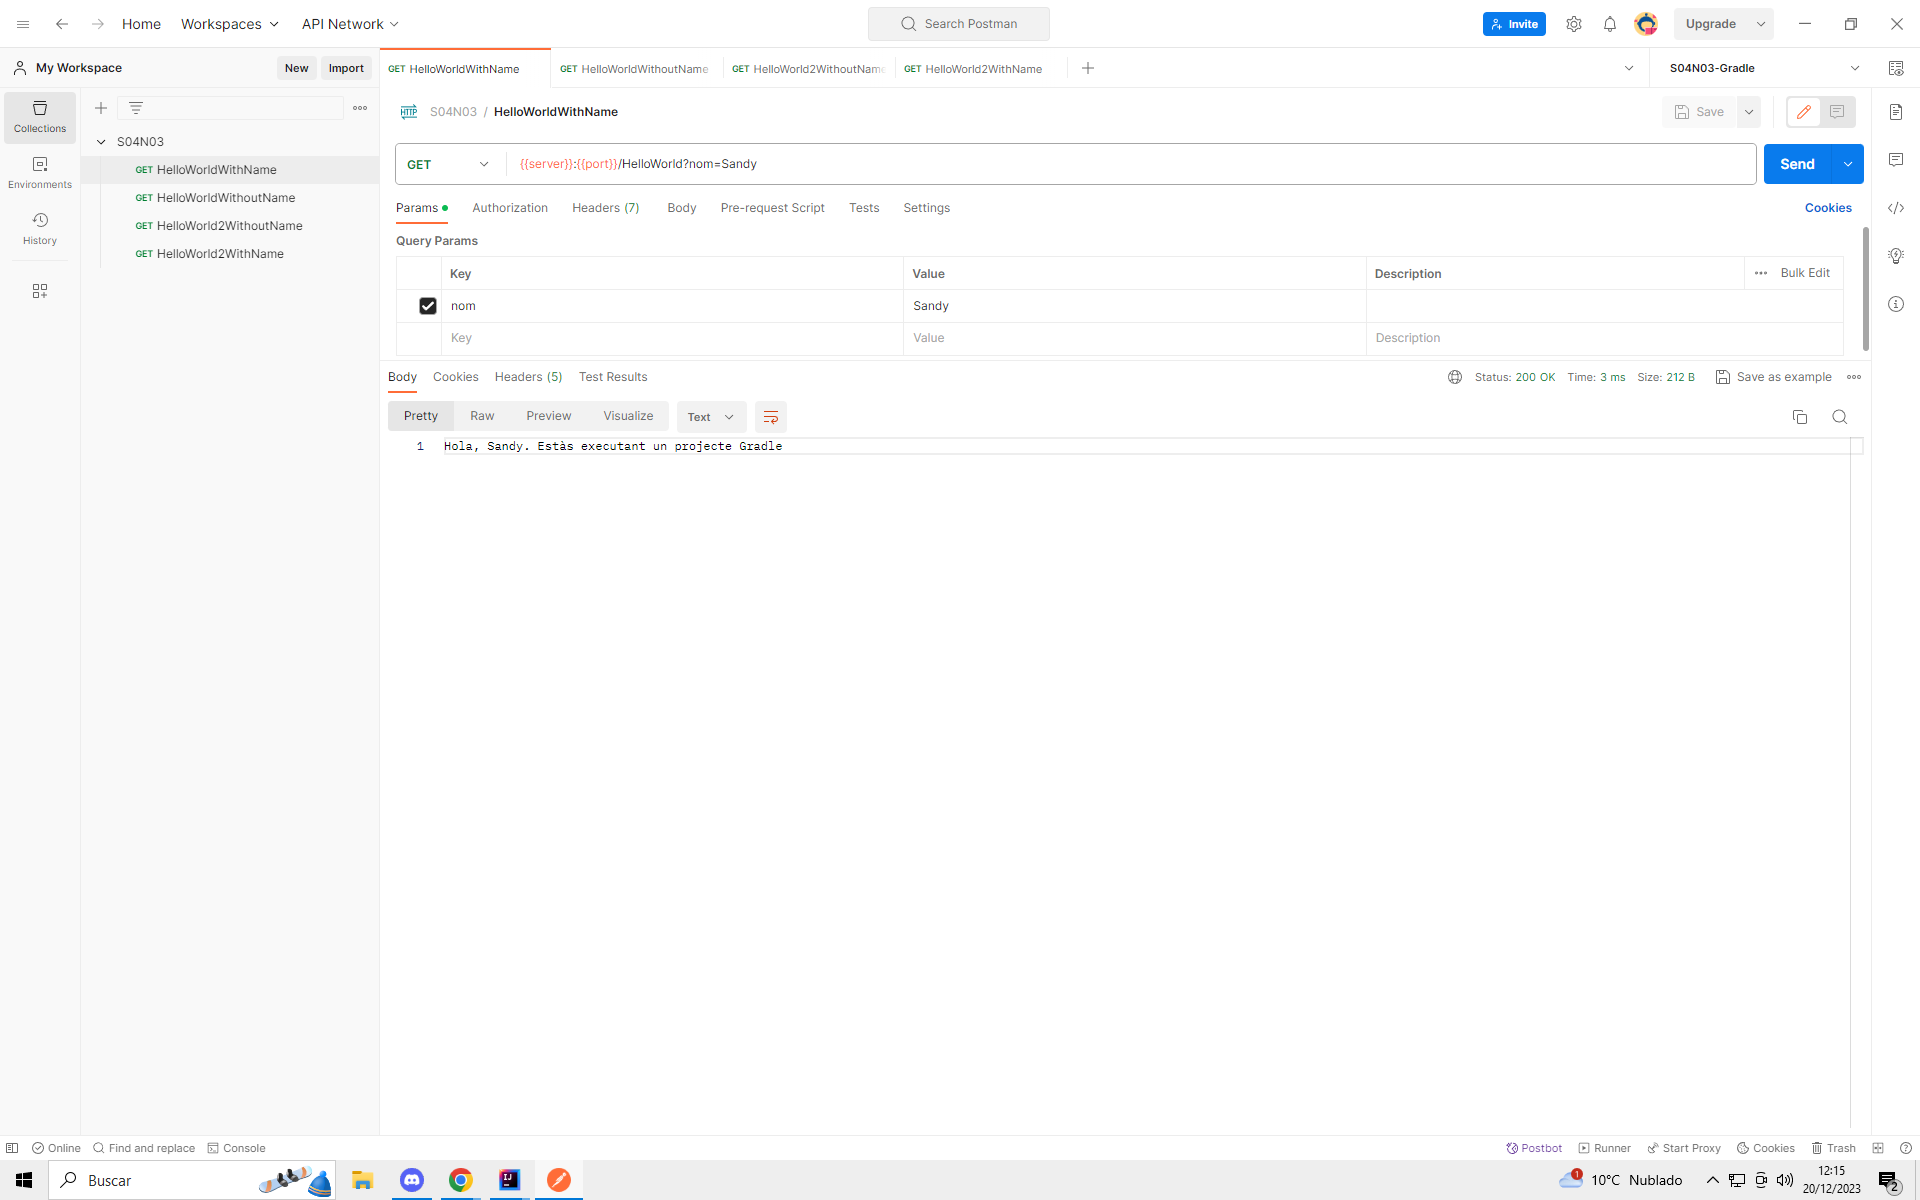 Home Workspaces API Network Search Postman Invite Upgrade
My Workspace New Import GET HelloWorldWithName GET HelloWorldWithoutName GET HelloWorld2WithoutName GET HelloWorld2WithName S04N03-Gradle
Collections
Environments
History
S04N03
GET HelloWorldWithName
GET HelloWorldWithoutName
GET HelloWorld2WithoutName
GET HelloWorld2WithName
HTTP S04N03 / HelloWorldWithName Save
GET {{server}}:{{port}}/HelloWorld?nom=Sandy Send
Params Authorization Headers (7) Body Pre-request Script Tests Settings Cookies
Query Params
Key Value Description Bulk Edit
nom Sandy
Key Value Description
Body Cookies Headers (5) Test Results Status: 200 OK Time: 3 ms Size: 212 B Save as example
Pretty Raw Preview Visualize Text
1 Hola, Sandy. Estàs executant un projecte Gradle
Online Find and replace Console Postbot Runner Start Proxy Cookies Trash
Buscar 1 10°C Nublado 12:15
20/12/2023 2